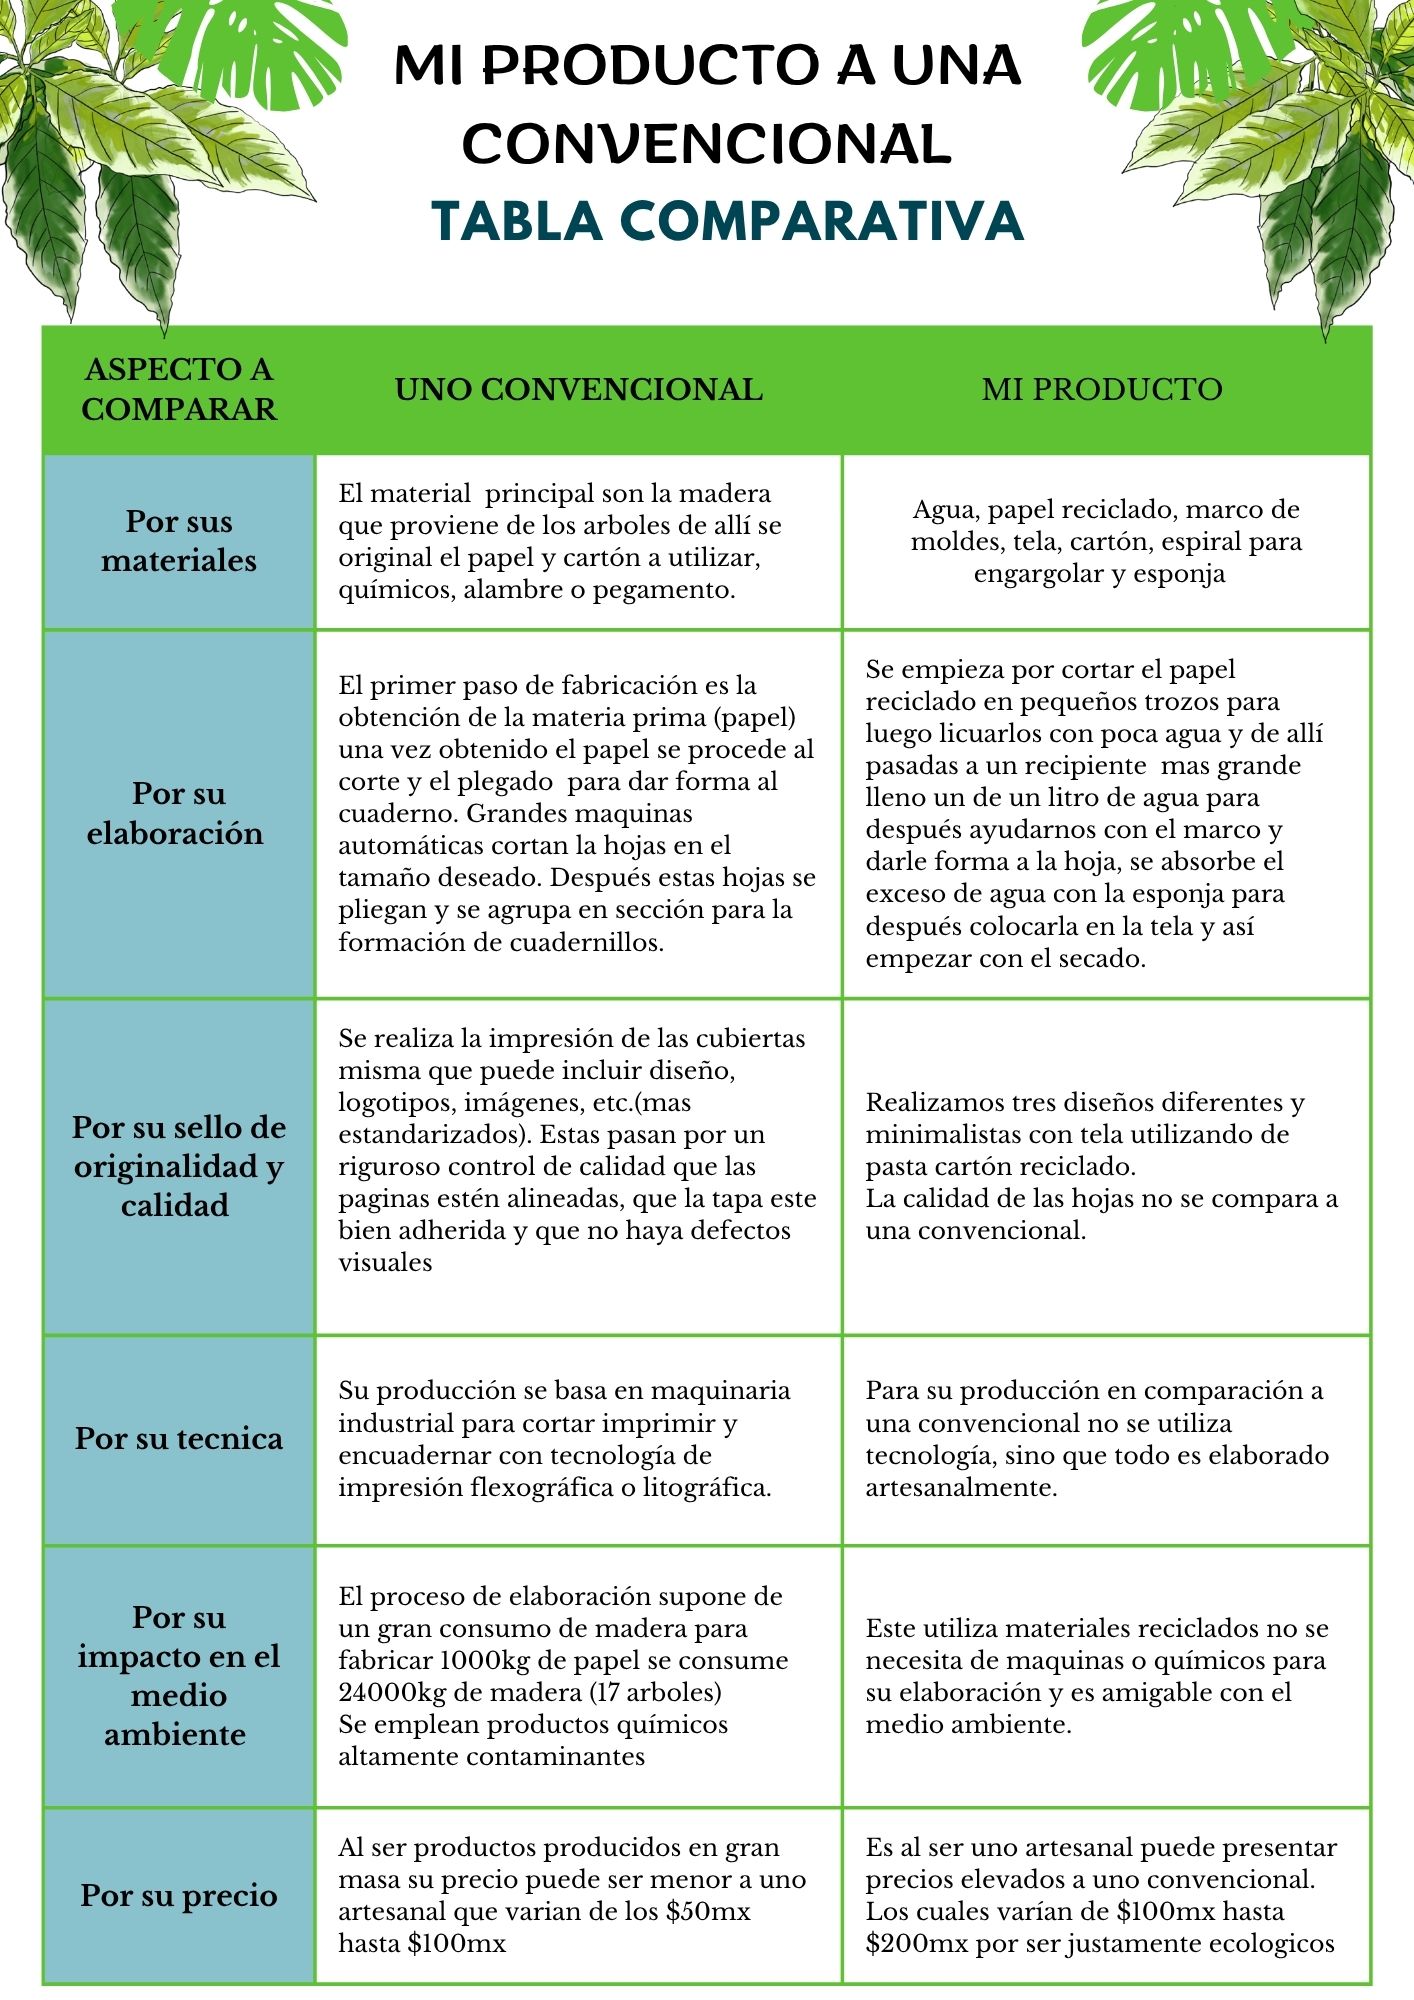 MI PRODUCTO A UNA
CONVENCIONAL
TABLA COMPARATIVA
ASPECTO A
COMPARAR
UNO CONVENCIONAL
MI PRODUCTO
Por sus
materiales
El material  principal son la madera
que proviene de los arboles de allí se
original el papel y cartón a utilizar,
químicos, alambre o pegamento.
Agua, papel reciclado, marco de
moldes, tela, cartón, espiral para
engargolar y esponja
Por su
elaboración
El primer paso de fabricación es la
obtención de la materia prima (papel)
una vez obtenido el papel se procede al
corte y el plegado  para dar forma al
cuaderno. Grandes maquinas
automáticas cortan la hojas en el
tamaño deseado. Después estas hojas se
pliegan y se agrupa en sección para la
formación de cuadernillos.
Se empieza por cortar el papel
reciclado en pequeños trozos para
luego licuarlos con poca agua y de allí
pasadas a un recipiente  mas grande
lleno un de un litro de agua para
después ayudarnos con el marco y
darle forma a la hoja, se absorbe el
exceso de agua con la esponja para
después colocarla en la tela y así
empezar con el secado.
Por su sello de
originalidad y
calidad
Se realiza la impresión de las cubiertas
misma que puede incluir diseño,
logotipos, imágenes, etc.(mas
estandarizados). Estas pasan por un
riguroso control de calidad que las
paginas estén alineadas, que la tapa este
bien adherida y que no haya defectos
visuales
Realizamos tres diseños diferentes y
minimalistas con tela utilizando de
pasta cartón reciclado.
La calidad de las hojas no se compara a
una convencional.
Por su tecnica
Su producción se basa en maquinaria
industrial para cortar imprimir y
encuadernar con tecnología de
impresión flexográfica o litográfica.
Para su producción en comparación a
una convencional no se utiliza
tecnología, sino que todo es elaborado
artesanalmente.
Por su
impacto en el
medio
ambiente
El proceso de elaboración supone de
un gran consumo de madera para
fabricar 1000kg de papel se consume
24000kg de madera (17 arboles)
Se emplean productos químicos
altamente contaminantes
Este utiliza materiales reciclados no se
necesita de maquinas o químicos para
su elaboración y es amigable con el
medio ambiente.
Por su precio
Al ser productos producidos en gran
masa su precio puede ser menor a uno
artesanal que varian de los $50mx
hasta $100mx
Es al ser uno artesanal puede presentar
precios elevados a uno convencional.
Los cuales varían de $100mx hasta
$200mx por ser justamente ecologicos